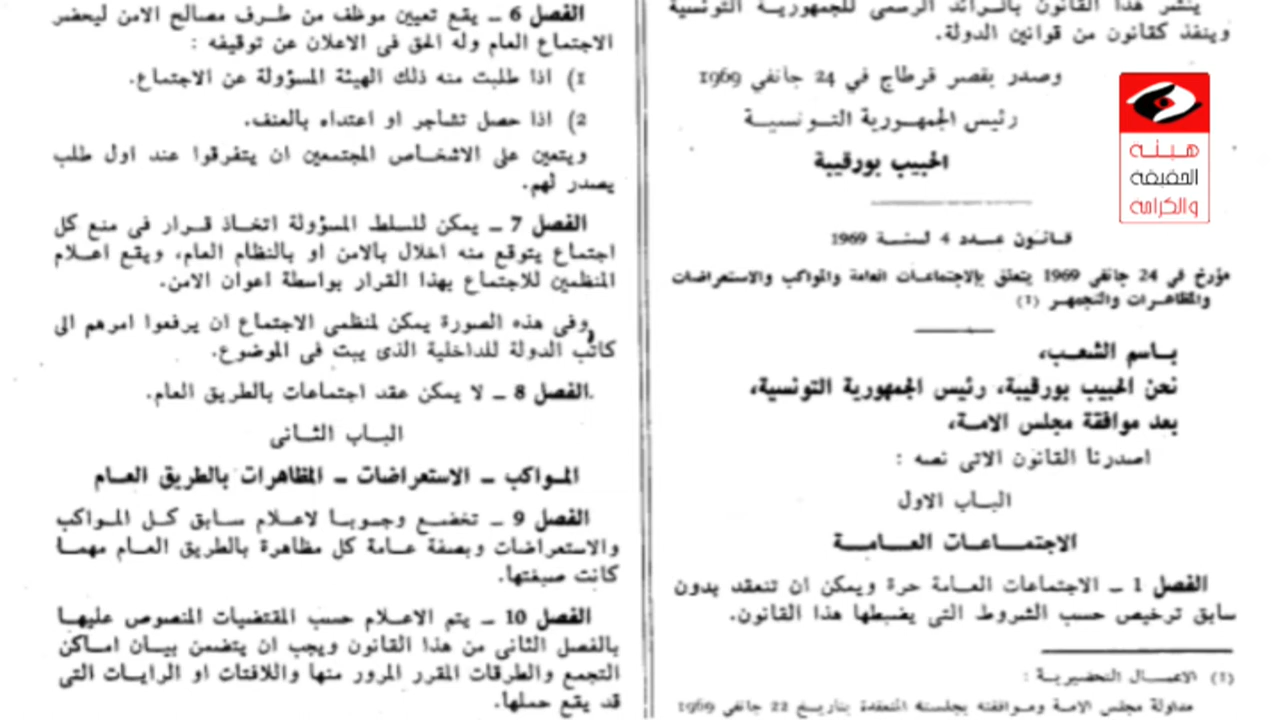 ينشر هذا القانون بالرائد الرسمى للجمهورية التونسية
وينفذ كقانون من قوانين الدولة.
وصدر بقصر قرطاج في 24 جانفي 1969
رئيس الجمهورية التونسية
الحبيب بورقيبة
قانون عدد 4 لسنة 1969
مؤرخ في 24 جانفي 1969 يتعلق بالاجتماعات العامة والمواكب والاستعراضات
والمظاهرات والتجمهر (1)
باسم الشعب،
نحن الحبيب بورقيبة، رئيس الجمهورية التونسية،
بعد موافقة مجلس الامة،
اصدرنا القانون الاتى نصه :
الباب الاول
الاجتماعات العامة
الفصل 1 ـ الاجتماعات العامة حرة ويمكن ان تنعقد بدون
سابق ترخيص حسب الشروط التى يضبطها هذا القانون.
(1) الاعمال التحضيرية :
مداولة مجلس الامة وموافقته بجلسته المنعقدة بتاريخ 22 جانفي 1969
الفصل 6 ـ يقع تعيين موظف من طرف مصالح الامن ليحضر
الاجتماع العام وله الحق فى الاعلان عن توقيفه :
1) اذا طلبت منه ذلك الهيئة المسؤولة عن الاجتماع.
2) اذا حصل تشاجر او اعتداء بالعنف.
ويتعين على الاشخاص المجتمعين ان يتفرقوا عند اول طلب
يصدر لهم.
الفصل 7 ـ يمكن للسلط المسؤولة اتخاذ قرار فى منع كل
اجتماع يتوقع منه اخلال بالامن او بالنظام العام، ويقع اعلام
المنظمين للاجتماع بهذا القرار بواسطة اعوان الامن.
وفى هذه الصورة يمكن لمنظمى الاجتماع ان يرفعوا امرهم الى
كاتب الدولة للداخلية الذى يبت فى الموضوع.
الفصل 8 ـ لا يمكن عقد اجتماعات بالطريق العام.
الباب الثانى
المواكب ـ الاستعراضات ـ المظاهرات بالطريق العام
الفصل 9 ـ تخضع وجوبا لاعلام سابق كل المواكب
والاستعراضات وبصفة عامة كل مظاهرة بالطريق العام مهما
كانت صبغتها.
الفصل 10 ـ يتم الاعلام حسب المقتضيات المنصوص عليها
بالفصل الثانى من هذا القانون ويجب ان يتضمن بيان اماكن
التجمع والطرقات المقرر المرور منها واللافتات او الرايات التى
قد يقع حملها.
هيئة
الحقيقة
والكرامة